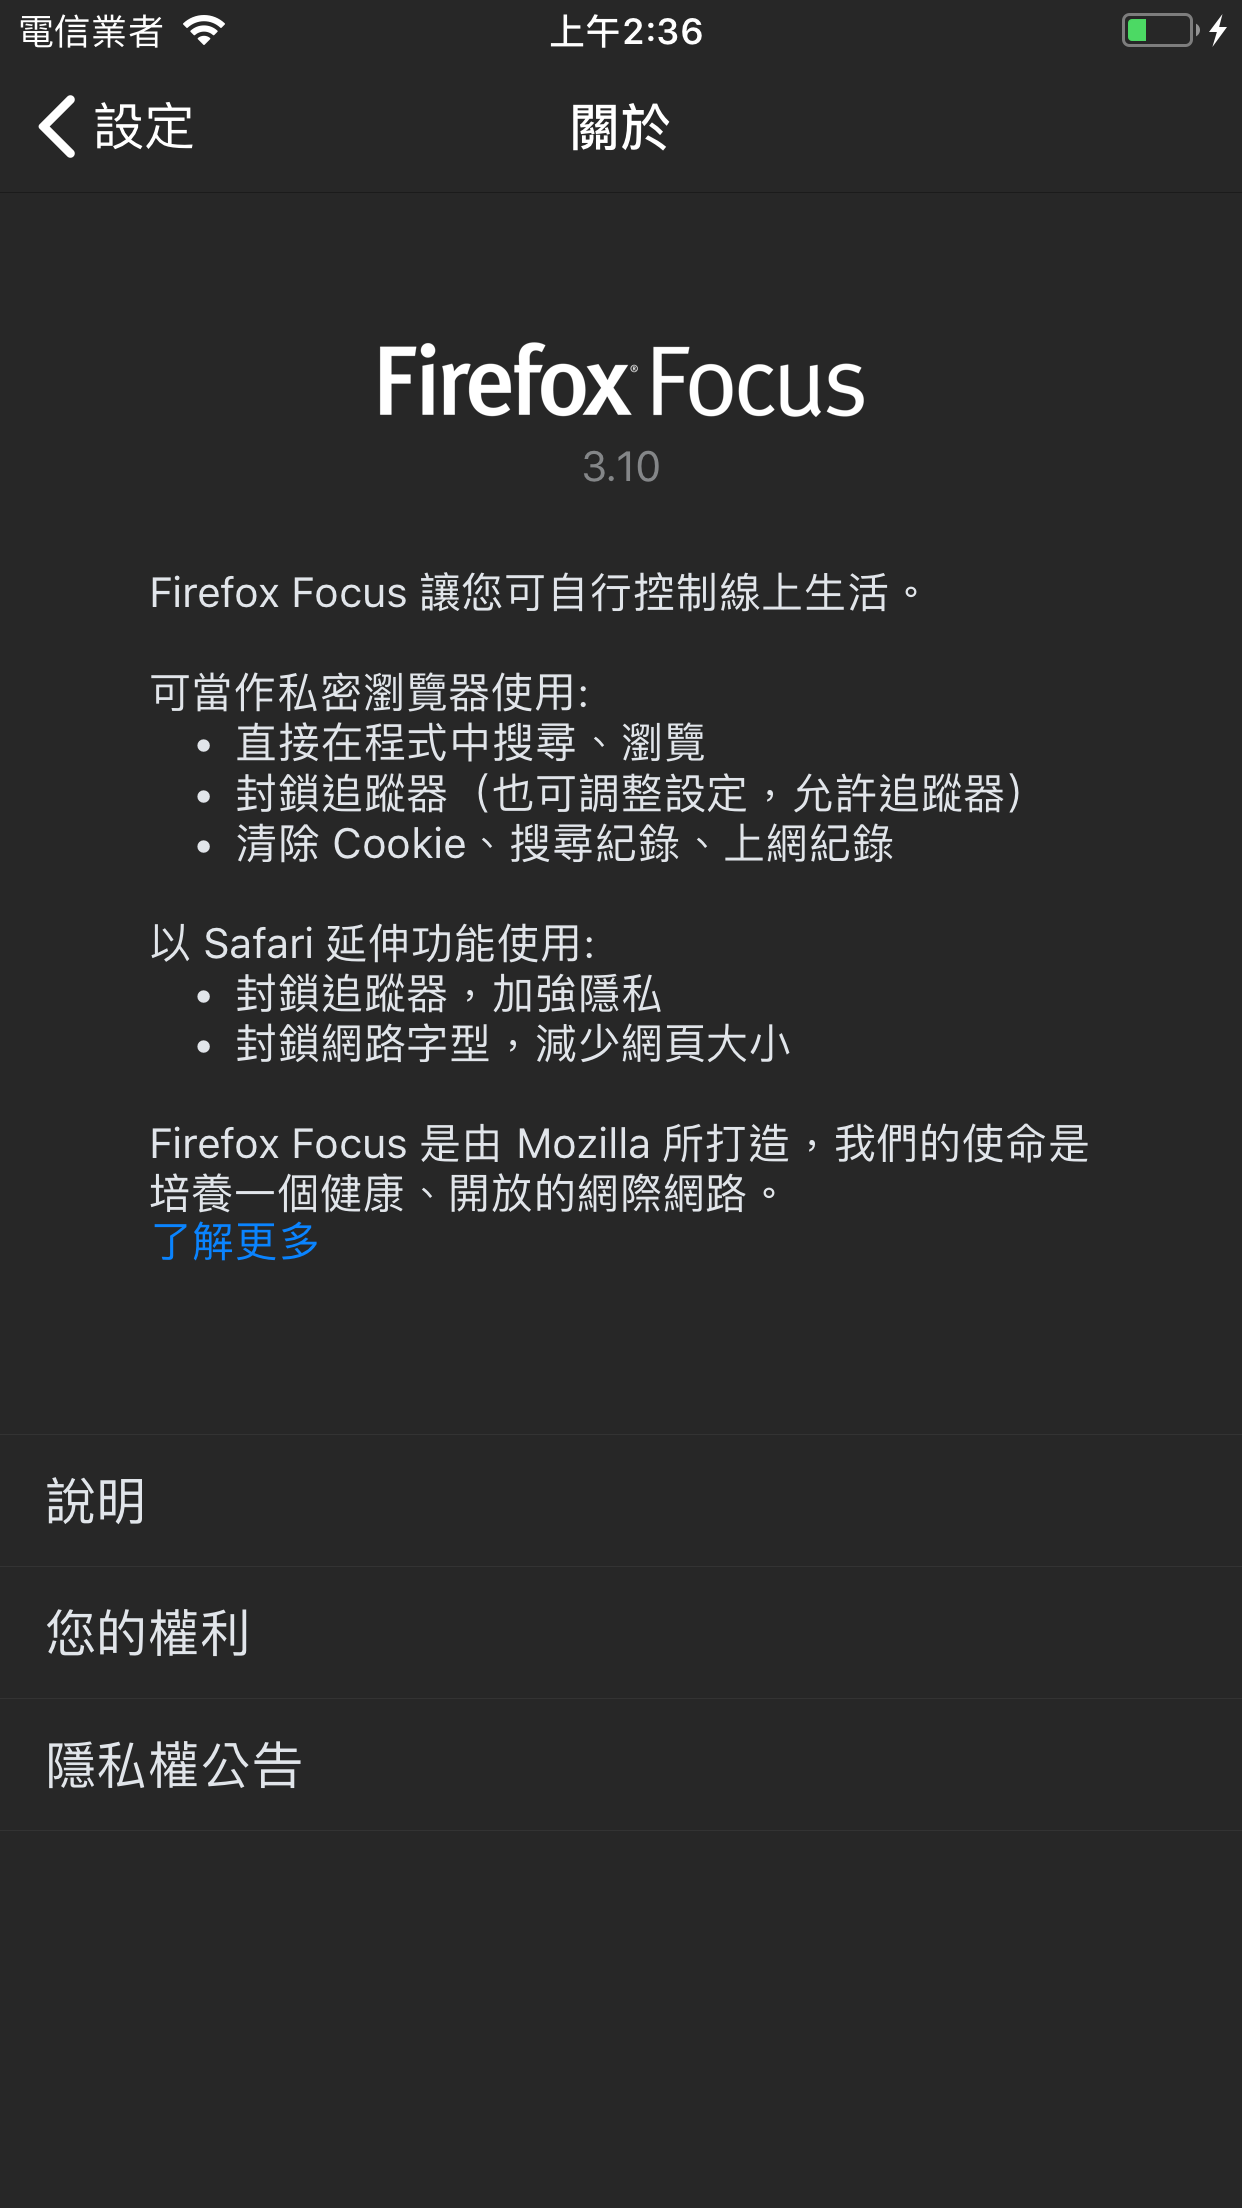 電信業者
上午2:36
設定
關於
Firefox® Focus
3.10
Firefox Focus 讓您可自行控制線上生活。
可當作私密瀏覽器使用:
• 直接在程式中搜尋、瀏覽
• 封鎖追蹤器（也可調整設定，允許追蹤器）
• 清除 Cookie、搜尋紀錄、上網紀錄
以 Safari 延伸功能使用:
• 封鎖追蹤器，加強隱私
• 封鎖網路字型，減少網頁大小
Firefox Focus 是由 Mozilla 所打造，我們的使命是
培養一個健康、開放的網際網路。
了解更多
說明
您的權利
隱私權公告